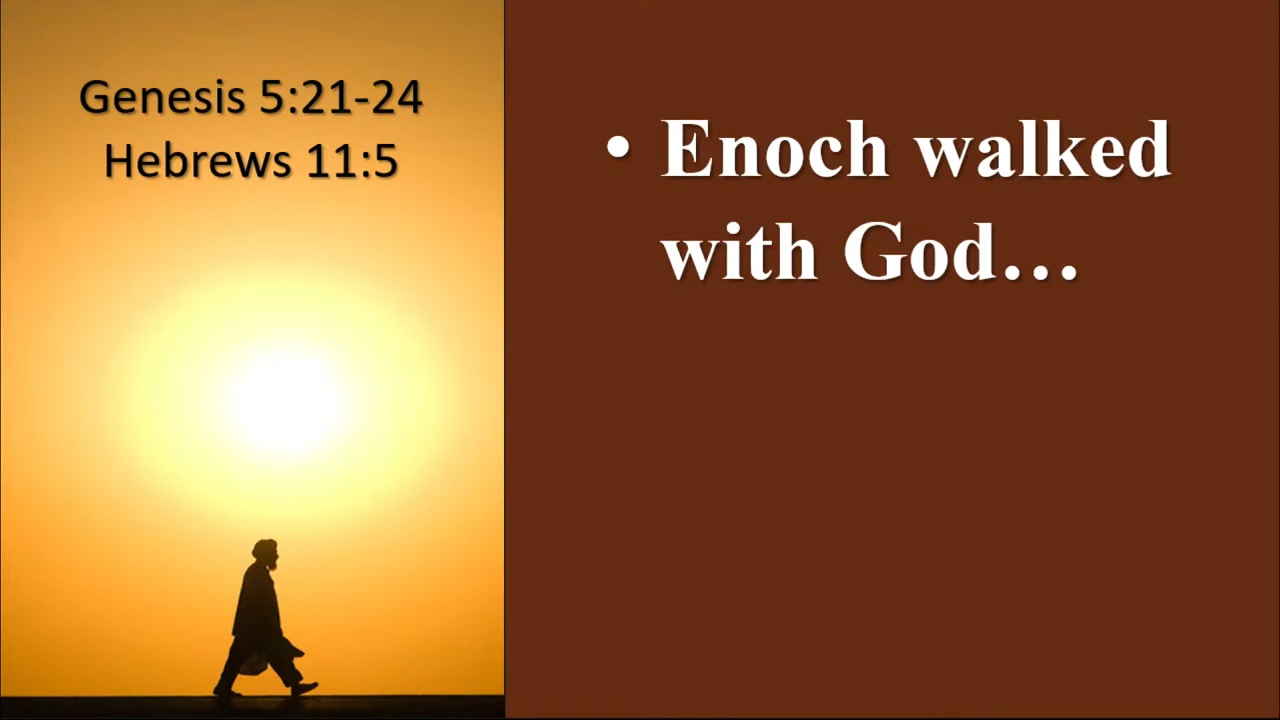 Genesis 5:21-24
Hebrews 11:5
• Enoch walked
with God…